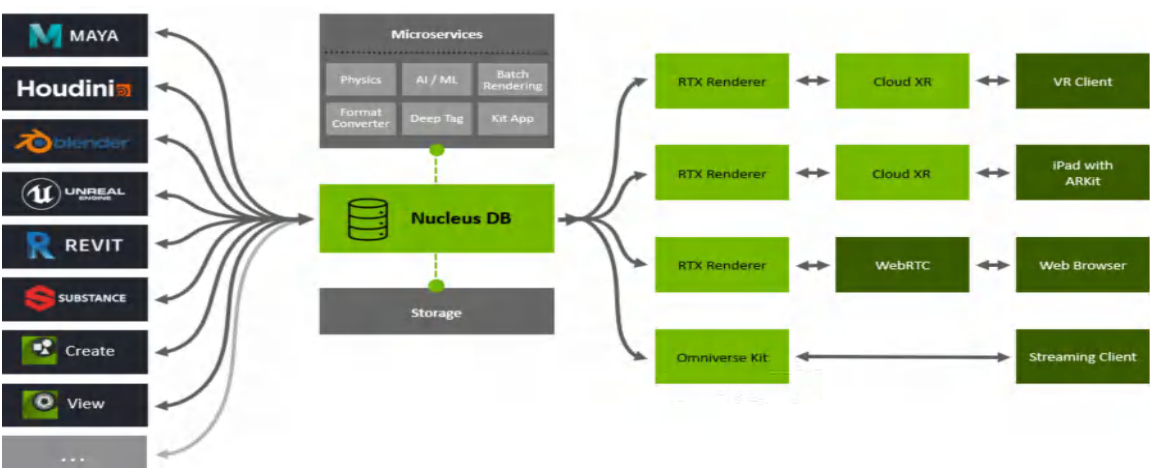 MAYA
Houdini
blender
UNREAL
ENGINE
REVIT
SUBSTANCE
Create
View
...
Microservices
Physics
AI / ML
Batch
Rendering
Format
Converter
Deep Tag
Kit App
Nucleus DB
Storage
RTX Renderer
Cloud XR
VR Client
RTX Renderer
Cloud XR
iPad with
ARKit
RTX Renderer
WebRTC
Web Browser
Omniverse Kit
Streaming Client